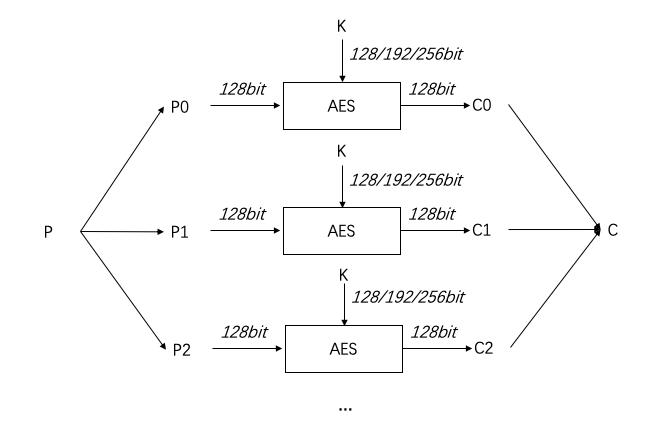 K
128/192/256bit
P0 128bit AES 128bit C0
K
128/192/256bit
P P1 128bit AES 128bit C1 C
K
128/192/256bit
P2 128bit AES 128bit C2
...